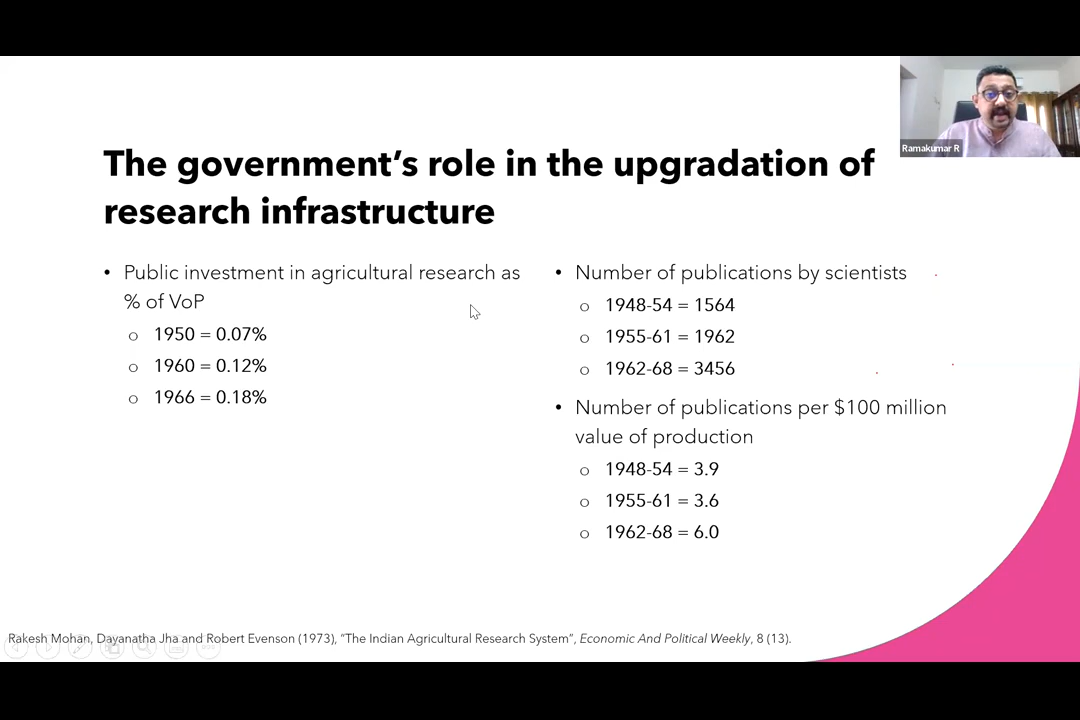 Ramakumar R
The government’s role in the upgradation of
research infrastructure
• Public investment in agricultural research as
% of VoP
o 1950 = 0.07%
o 1960 = 0.12%
o 1966 = 0.18%
• Number of publications by scientists
o 1948-54 = 1564
o 1955-61 = 1962
o 1962-68 = 3456
• Number of publications per $100 million
value of production
o 1948-54 = 3.9
o 1955-61 = 3.6
o 1962-68 = 6.0
Rakesh Mohan, Dayanatha Jha and Robert Evenson (1973), “The Indian Agricultural Research System”, Economic And Political Weekly, 8 (13).